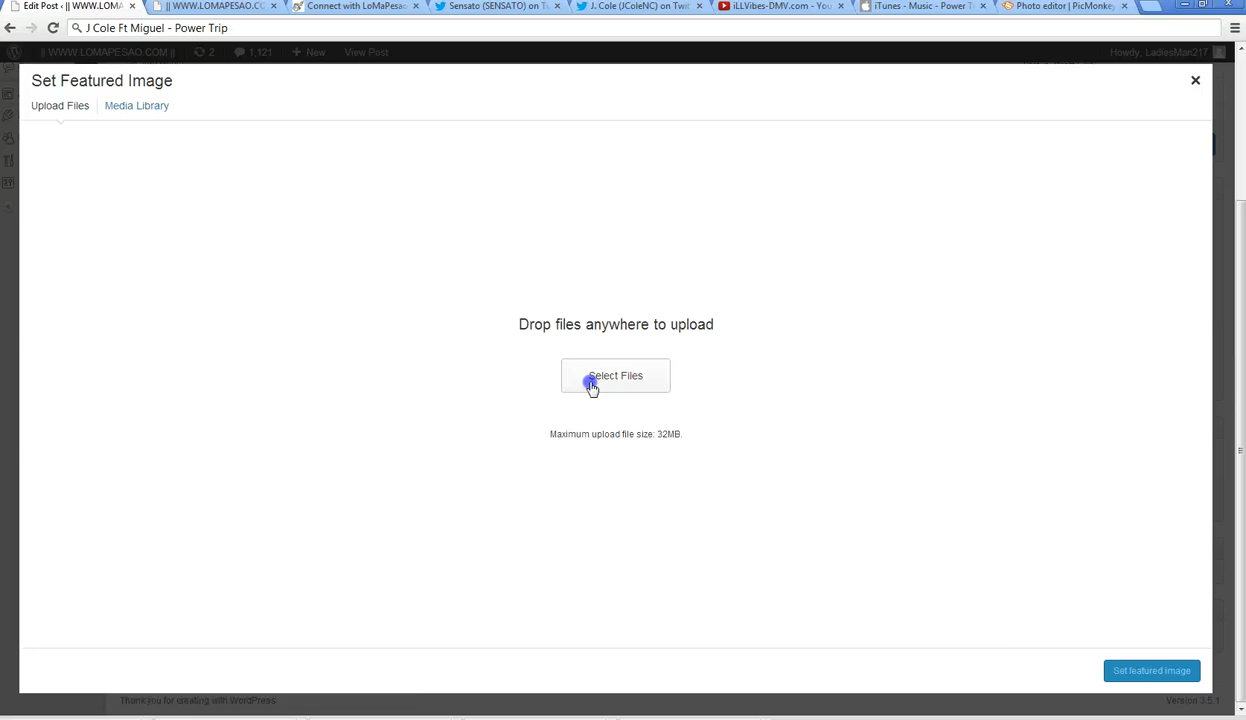 Edit Post ‹ || WWW.LOMA
|| WWW.LOMAPESAO.CO
Connect with LoMaPesao
Sensato (SENSATO) on Tw
J. Cole (JColeNC) on Twit
iLLVibes-DMV.com - You
iTunes - Music - Power T
Photo editor | PicMonkey
J Cole Ft Miguel - Power Trip
|| WWW.LOMAPESAO.COM ||
2
1,121
+ New
View Post
Howdy, LadiesMan217
Set Featured Image
Upload Files
Media Library
Drop files anywhere to upload
Select Files
Maximum upload file size: 32MB.
Set featured image
Thank you for creating with WordPress
Version 3.5.1